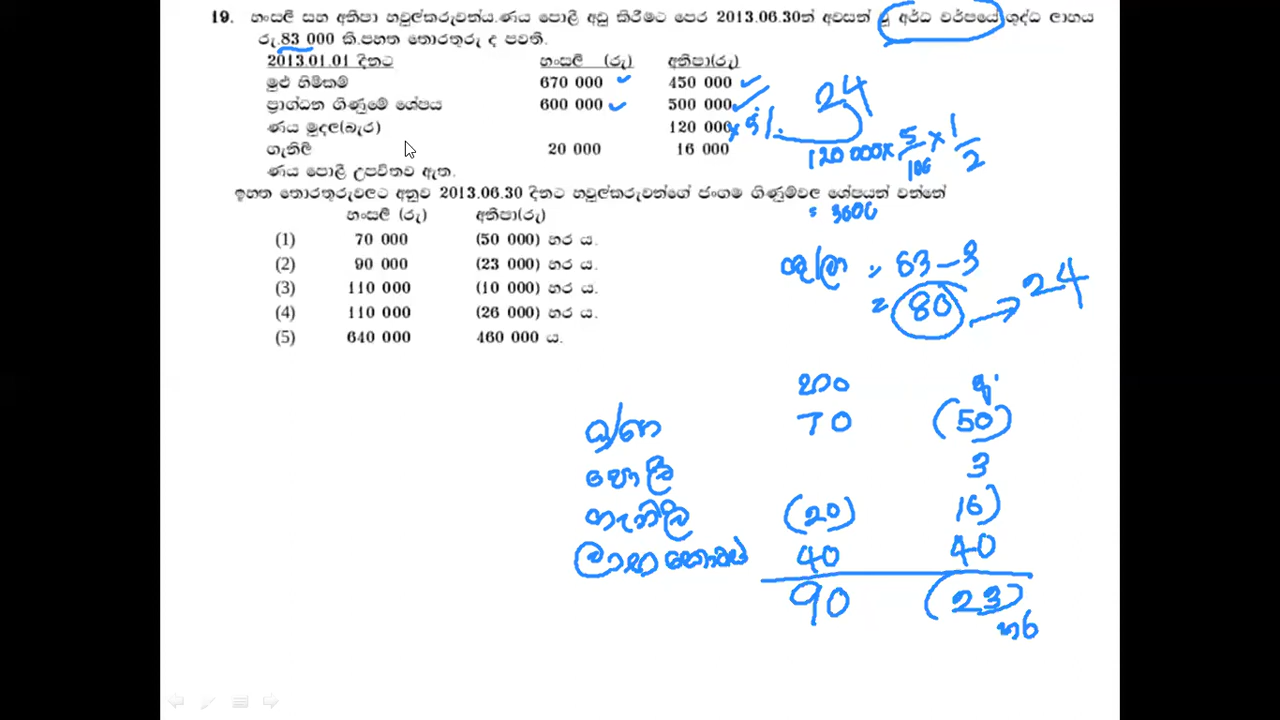 19. හංසලී සහ අතිපා හවුල්කරුවන්ය.ණය පොලී අඩු කිරීමට පෙර 2013.06.30න් අවසන් වූ අර්ධ වර්ෂයේ ශුද්ධ ලාභය
රු.83 000 කි.පහත තොරතුරු ද පවතී.
2013.01.01 දිනට හංසලී (රු) අතිපා(රු)
මුළු හිමිකම් 670 000 450 000
ප්‍රාග්ධන ගිණුමේ ශේෂය 600 000 500 000
ණය මුදල(බැර) 120 000 x 5%
ගැනිලි 20 000 16 000
ණය පොලී උපචිතව ඇත.
ඉහත තොරතුරුවලට අනුව 2013.06.30 දිනට හවුල්කරුවන්ගේ ජංගම ගිණුම්වල ශේෂයන් වන්නේ
හංසලී (රු) අතිපා(රු)
(1) 70 000 (50 000) හර ය.
(2) 90 000 (23 000) හර ය.
(3) 110 000 (10 000) හර ය.
(4) 110 000 (26 000) හර ය.
(5) 640 000 460 000 ය.
24
120 000 x 5/100 x 1/2
= 3000
= 83 - 3
= 80 → 24
හං අ
70 (50)
පොලී 3
ගැනිලි (20) 16)
ලාභ කොටස් 40 40
90 (23)
හර